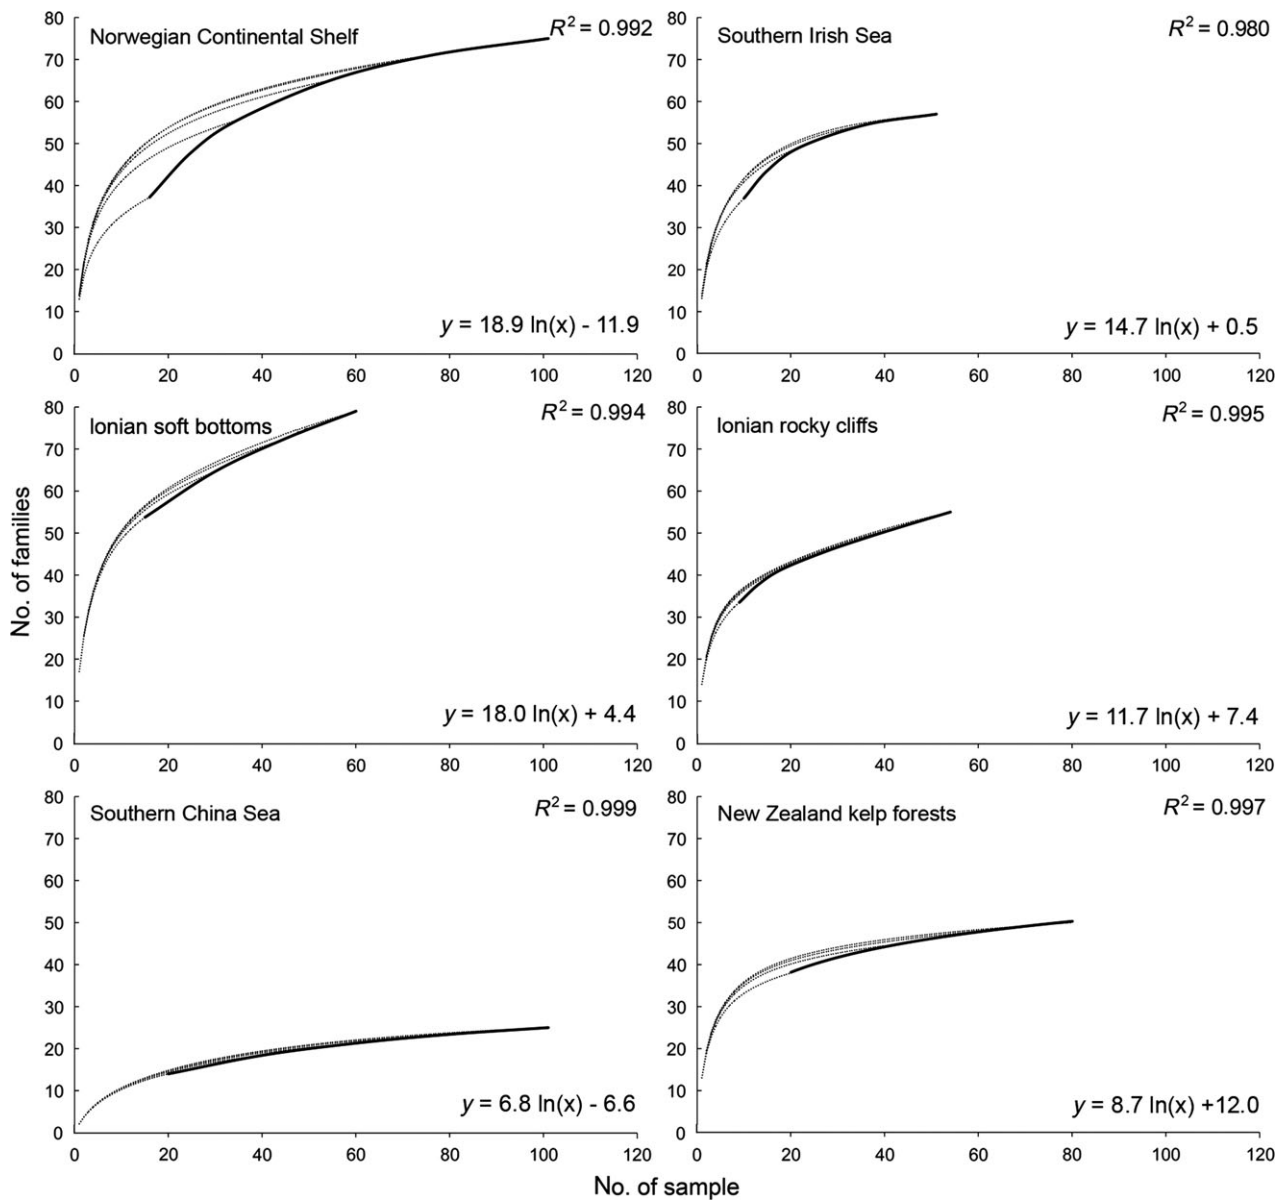 Norwegian Continental Shelf
R² = 0.992
80
70
60
50
40
30
20
10
0
y = 18.9 ln(x) - 11.9
0 20 40 60 80 100 120
Southern Irish Sea
R² = 0.980
80
70
60
50
40
30
20
10
0
y = 14.7 ln(x) + 0.5
0 20 40 60 80 100 120
No. of families
Ionian soft bottoms
R² = 0.994
80
70
60
50
40
30
20
10
0
y = 18.0 ln(x) + 4.4
0 20 40 60 80 100 120
Ionian rocky cliffs
R² = 0.995
80
70
60
50
40
30
20
10
0
y = 11.7 ln(x) + 7.4
0 20 40 60 80 100 120
Southern China Sea
R² = 0.999
80
70
60
50
40
30
20
10
0
y = 6.8 ln(x) - 6.6
0 20 40 60 80 100 120
New Zealand kelp forests
R² = 0.997
80
70
60
50
40
30
20
10
0
y = 8.7 ln(x) +12.0
0 20 40 60 80 100 120
No. of sample